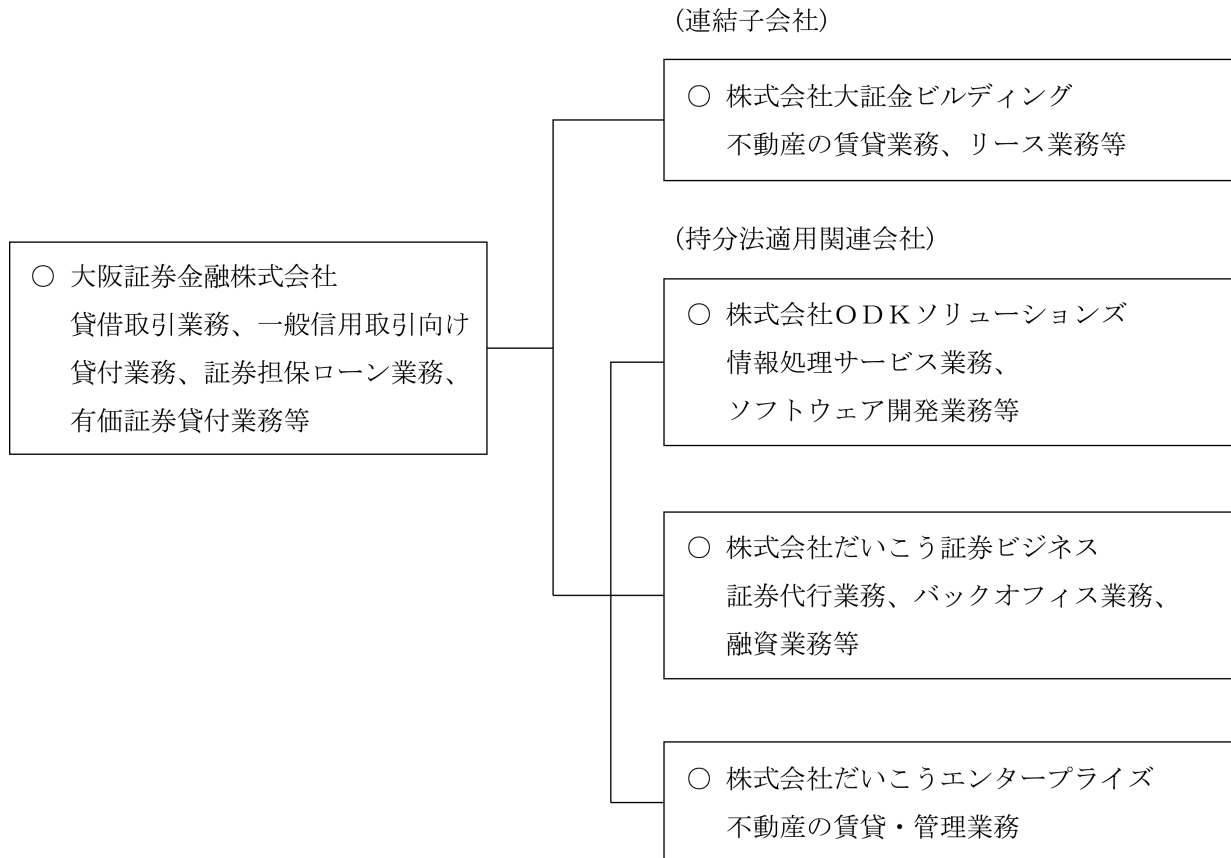 (連結子会社)
○ 株式会社大証金ビルディング
不動産の賃貸業務、リース業務等
(持分法適用関連会社)
○ 大阪証券金融株式会社
貸借取引業務、一般信用取引向け
貸付業務、証券担保ローン業務、
有価証券貸付業務等
○ 株式会社ODKソリューションズ
情報処理サービス業務、
ソフトウェア開発業務等
○ 株式会社だいこう証券ビジネス
証券代行業務、バックオフィス業務、
融資業務等
○ 株式会社だいこうエンタープライズ
不動産の賃貸・管理業務